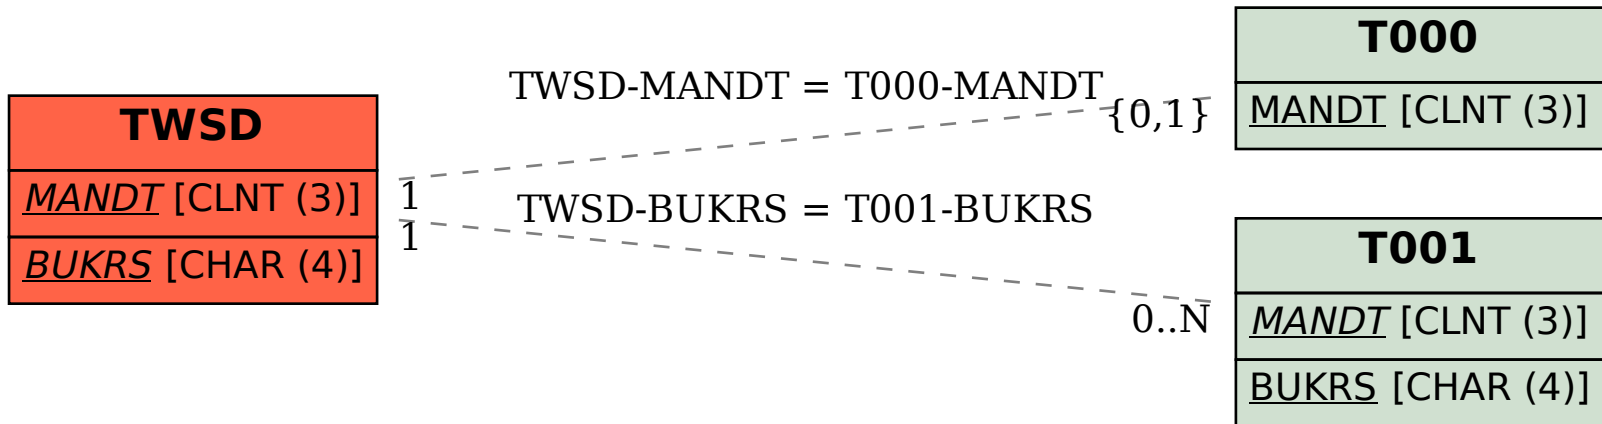 TWSD
MANDT [CLNT (3)]
BUKRS [CHAR (4)]
TWSD-MANDT = T000-MANDT
{0,1}
1
TWSD-BUKRS = T001-BUKRS
1
0..N
T000
MANDT [CLNT (3)]
T001
MANDT [CLNT (3)]
BUKRS [CHAR (4)]